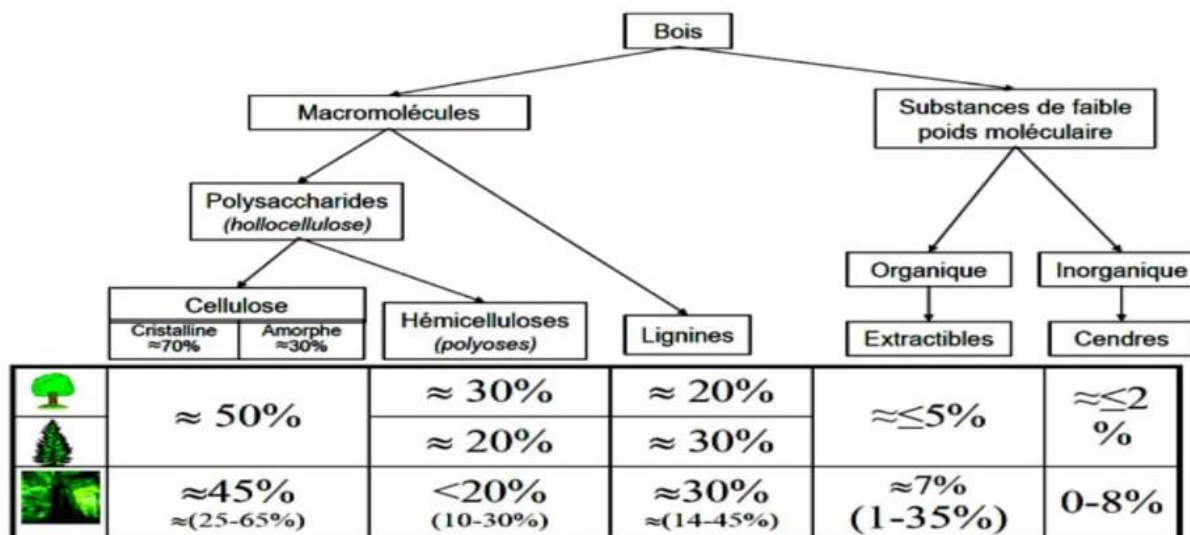 Bois
Macromolécules
Substances de faible
poids moléculaire
Polysaccharides
(hollocellulose)
Organique
Inorganique
Cellulose
Cristalline
≈70%
Amorphe
≈30%
Hémicelluloses
(polyoses)
Lignines
Extractibles
Cendres
≈ 50%
≈ 30%
≈ 20%
≈≤5%
≈≤2
%
≈ 20%
≈ 30%
≈45%
≈(25-65%)
<20%
(10-30%)
≈30%
≈(14-45%)
≈7%
(1-35%)
0-8%